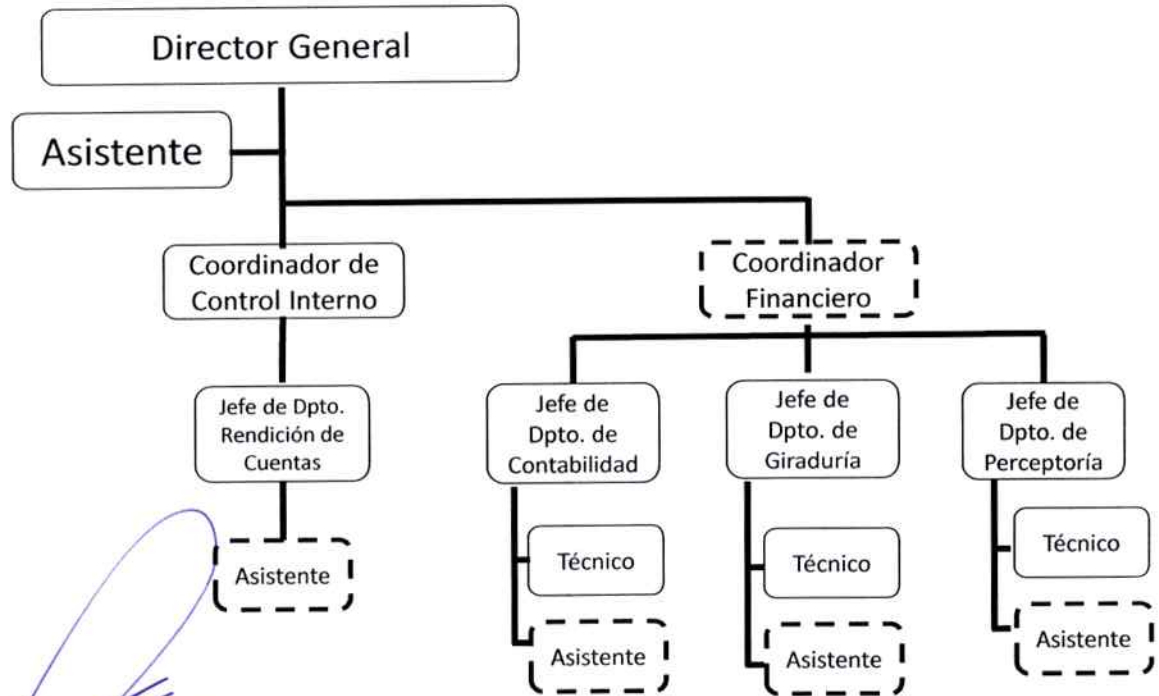 Director General
Asistente
Coordinador de
Control Interno
Coordinador
Financiero
Jefe de Dpto.
Rendición de
Cuentas
Jefe de
Dpto. de
Contabilidad
Jefe de
Dpto. de
Giraduría
Jefe de
Dpto. de
Perceptoría
Asistente
Técnico
Asistente
Técnico
Asistente
Técnico
Asistente